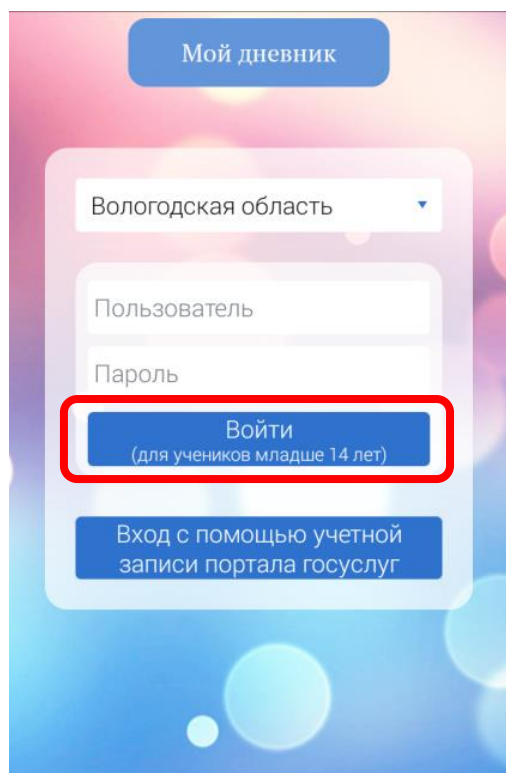 Мой дневник
Вологодская область
Пользователь
Пароль
Войти
(для учеников младше 14 лет)
Вход с помощью учетной
записи портала госуслуг